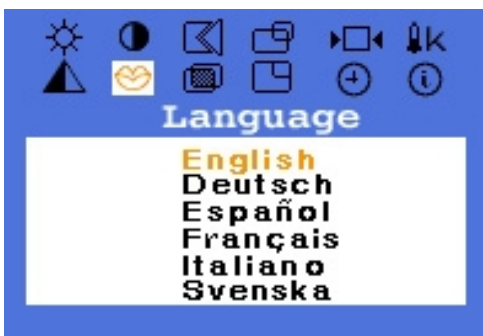 k
Language
English
Deutsch
Español
Français
Italiano
Svenska